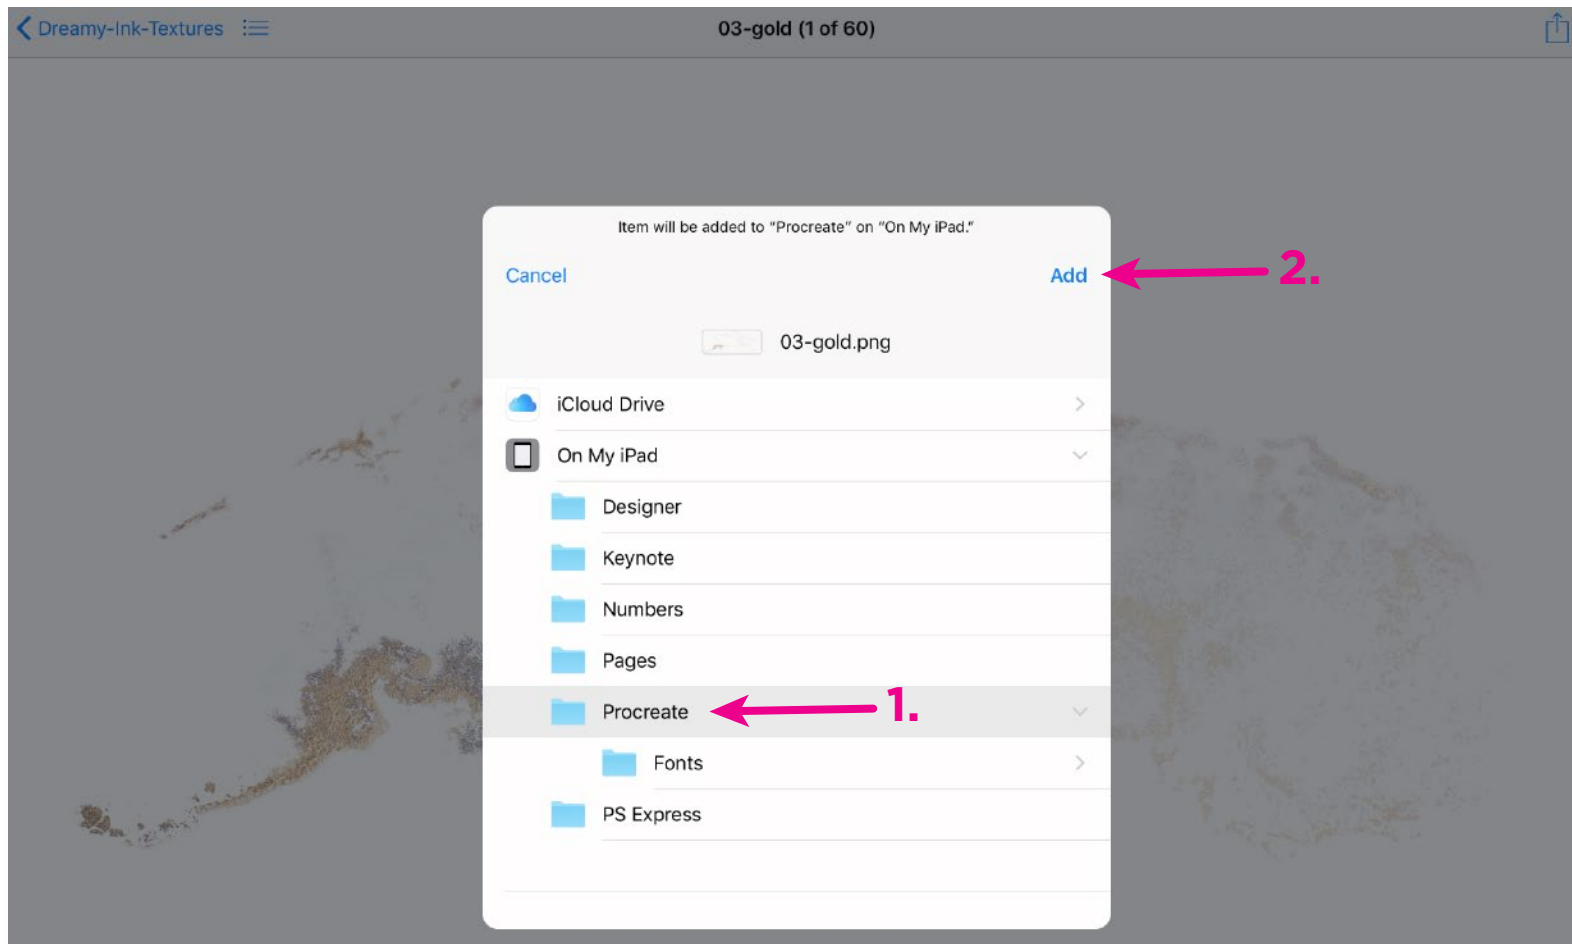 Dreamy-Ink-Textures
03-gold (1 of 60)
Item will be added to “Procreate” on “On My iPad.”
Cancel
Add
2.
03-gold.png
iCloud Drive
On My iPad
Designer
Keynote
Numbers
Pages
Procreate
1.
Fonts
PS Express